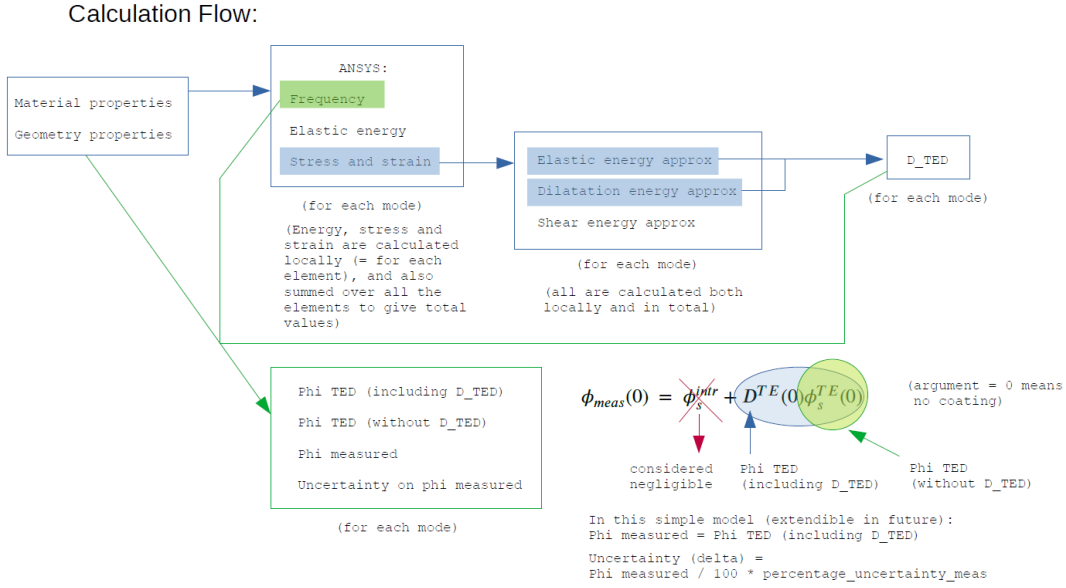 Calculation Flow:
Material properties
Geometry properties
ANSYS:
Frequency
Elastic energy
Stress and strain
(for each mode)
(Energy, stress and
strain are calculated
locally (= for each
element), and also
summed over all the
elements to give total
values)
Elastic energy approx
Dilatation energy approx
Shear energy approx
(for each mode)
(all are calculated both
locally and in total)
D_TED
(for each mode)
Phi TED (including D_TED)
Phi TED (without D_TED)
Phi measured
Uncertainty on phi measured
(for each mode)
ϕ_meas(0) = ϕ_s^intr + D^TE(0)ϕ_s^TE(0)
(argument = 0 means
no coating)
considered
negligible
Phi TED
(including D_TED)
Phi TED
(without D_TED)
In this simple model (extendible in future):
Phi measured = Phi TED (including D_TED)
Uncertainty (delta) =
Phi measured / 100 * percentage_uncertainty_meas